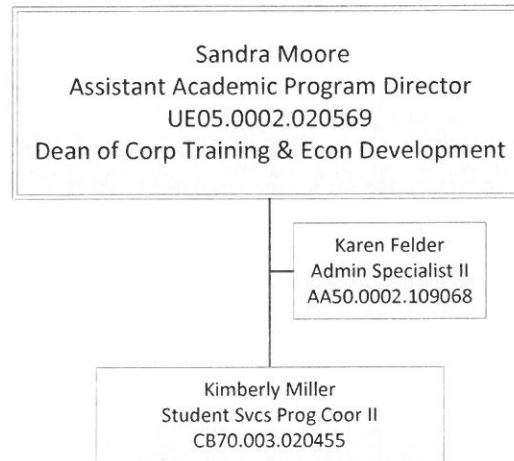 Sandra Moore
Assistant Academic Program Director
UE05.0002.020569
Dean of Corp Training & Econ Development
Karen Felder
Admin Specialist II
AA50.0002.109068
Kimberly Miller
Student Svcs Prog Coor II
CB70.003.020455